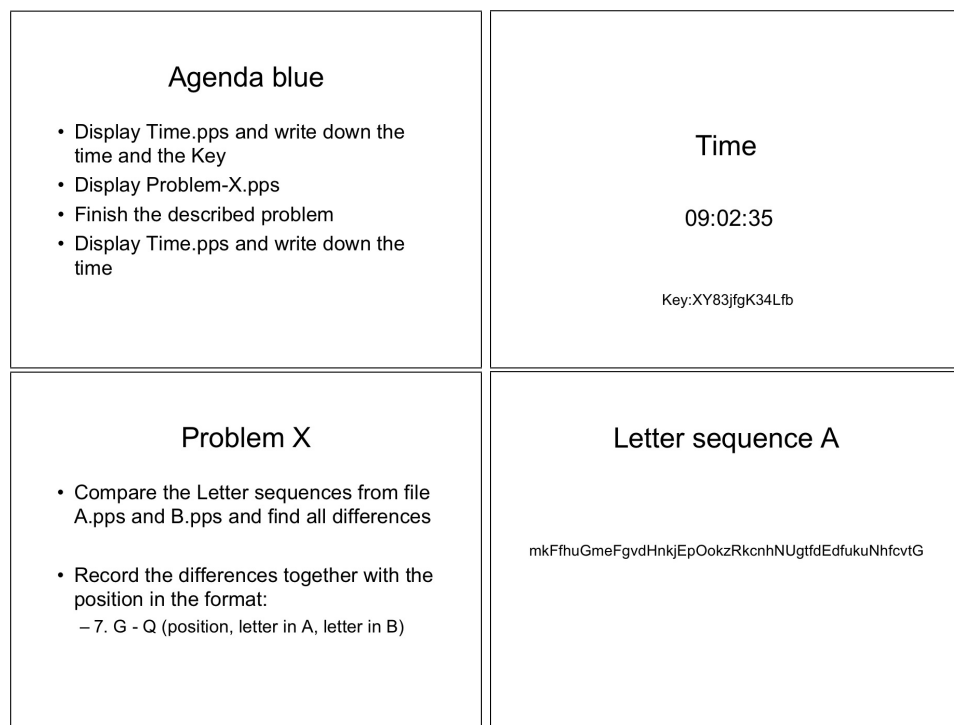 Agenda blue
• Display Time.pps and write down the
time and the Key
• Display Problem-X.pps
• Finish the described problem
• Display Time.pps and write down the
time
Time
09:02:35
Key:XY83jfgK34Lfb
Problem X
• Compare the Letter sequences from file
A.pps and B.pps and find all differences
• Record the differences together with the
position in the format:
– 7. G - Q (position, letter in A, letter in B)
Letter sequence A
mkFfhuGmeFgvdHnkjEpOokzRkcnhNUgtfdEdfukuNhfcvtG